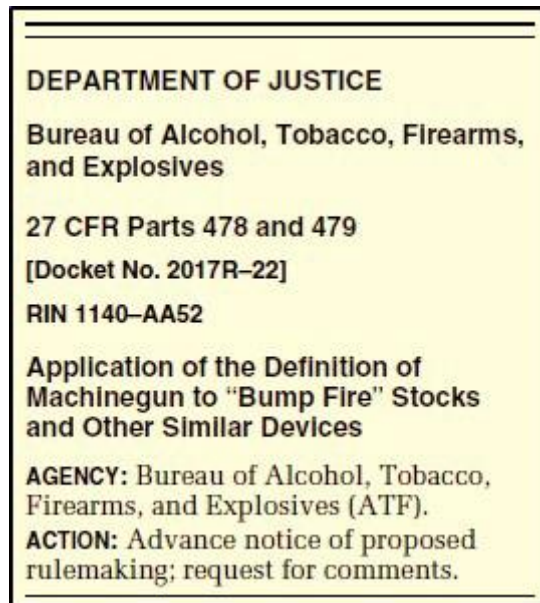 DEPARTMENT OF JUSTICE
Bureau of Alcohol, Tobacco, Firearms,
and Explosives
27 CFR Parts 478 and 479
[Docket No. 2017R–22]
RIN 1140–AA52
Application of the Definition of
Machinegun to “Bump Fire” Stocks
and Other Similar Devices
AGENCY: Bureau of Alcohol, Tobacco,
Firearms, and Explosives (ATF).
ACTION: Advance notice of proposed
rulemaking; request for comments.